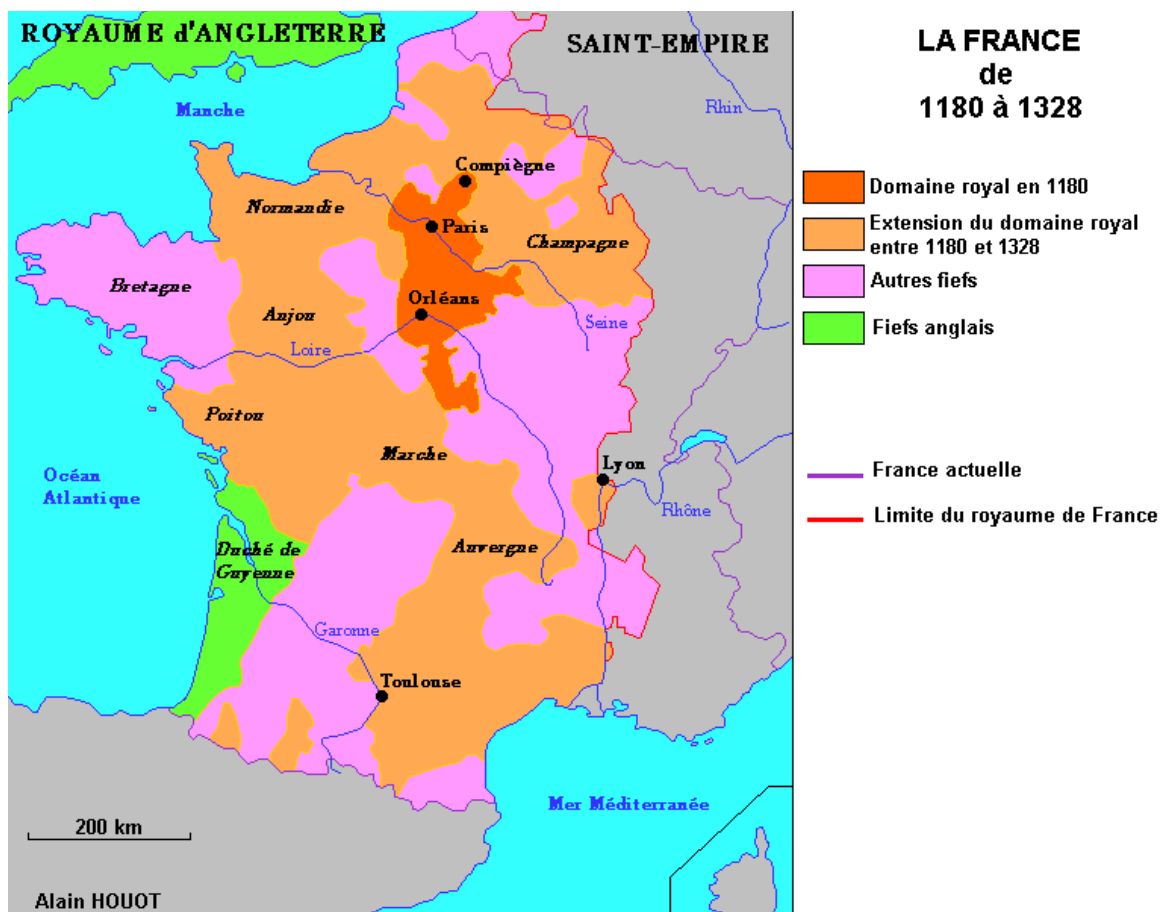 ROYAUME d'ANGLETERRE
SAINT-EMPIRE
LA FRANCE
de
1180 à 1328
Manche
Rhin
Compiègne
Normandie
Paris
Champagne
Bretagne
Orléans
Anjou
Seine
Loire
Poitou
Marche
Lyon
Océan
Atlantique
Rhône
Duché de
Guyenne
Auvergne
Garonne
Toulouse
Mer Méditerranée
200 km
Alain HOUOT
Domaine royal en 1180
Extension du domaine royal
entre 1180 et 1328
Autres fiefs
Fiefs anglais
France actuelle
Limite du royaume de France